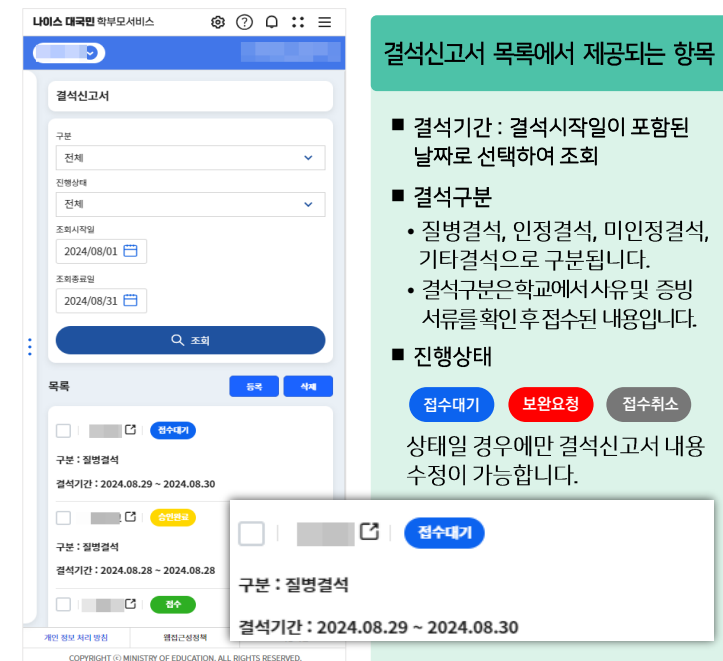 나이스 대국민 학부모서비스
결석신고서
구분
전체
진행상태
전체
조회시작일
2024/08/01
조회종료일
2024/08/31
조회
목록
등록 삭제
접수대기
구분 : 질병결석
결석기간 : 2024.08.29 ~ 2024.08.30
승인완료
구분 : 질병결석
결석기간 : 2024.08.28 ~ 2024.08.28
접수
개인 정보 처리 방침 웹접근성정책
COPYRIGHT ⓒ MINISTRY OF EDUCATION. ALL RIGHTS RESERVED.
결석신고서 목록에서 제공되는 항목
■ 결석기간 : 결석시작일이 포함된
날짜로 선택하여 조회
■ 결석구분
• 질병결석, 인정결석, 미인정결석,
기타결석으로 구분됩니다.
• 결석구분은 학교에서 사유 및 증빙
서류를 확인 후 접수된 내용입니다.
■ 진행상태
접수대기 보완요청 접수취소
상태일 경우에만 결석신고서 내용
수정이 가능합니다.
접수대기
구분 : 질병결석
결석기간 : 2024.08.29 ~ 2024.08.30